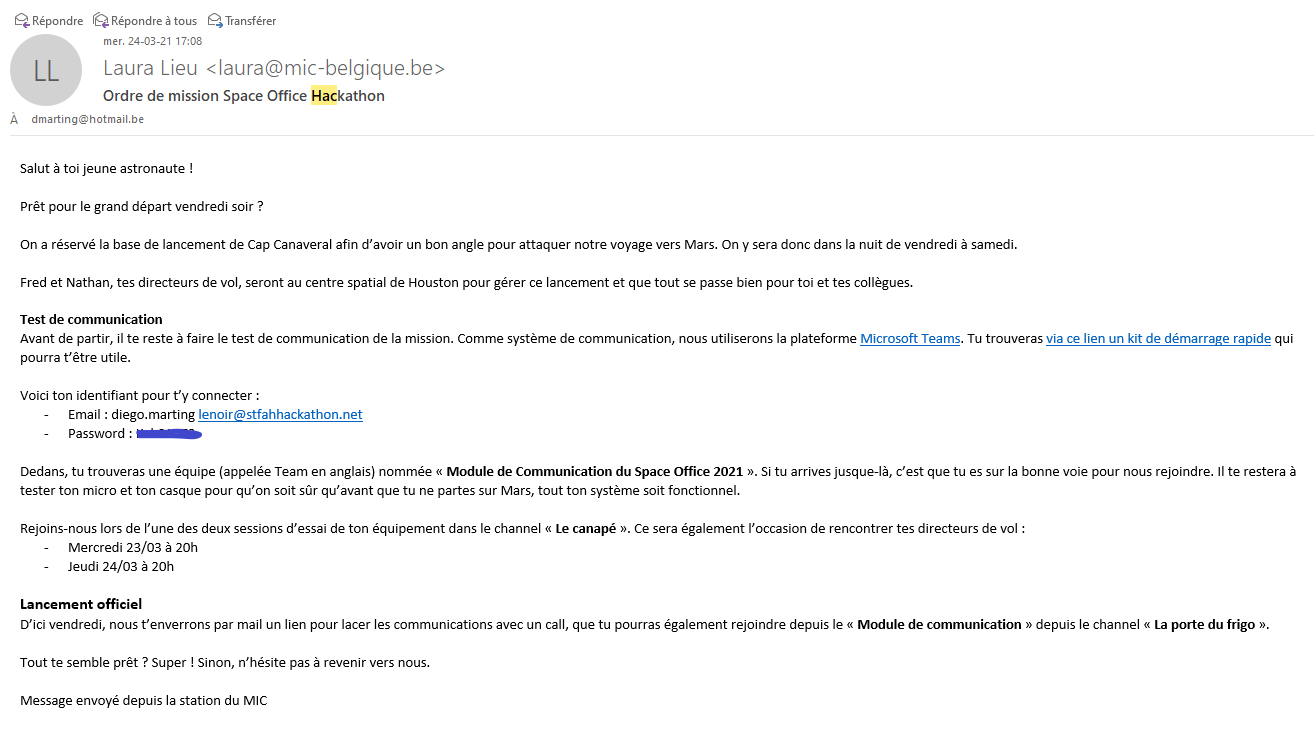 Répondre Répondre à tous Transférer
mer. 24-03-21 17:08
LL
Laura Lieu <laura@mic-belgique.be>
Ordre de mission Space Office Hackathon
À dmarting@hotmail.be
Salut à toi jeune astronaute !
Prêt pour le grand départ vendredi soir ?
On a réservé la base de lancement de Cap Canaveral afin d’avoir un bon angle pour attaquer notre voyage vers Mars. On y sera donc dans la nuit de vendredi à samedi.
Fred et Nathan, tes directeurs de vol, seront au centre spatial de Houston pour gérer ce lancement et que tout se passe bien pour toi et tes collègues.
Test de communication
Avant de partir, il te reste à faire le test de communication de la mission. Comme système de communication, nous utiliserons la plateforme Microsoft Teams. Tu trouveras via ce lien un kit de démarrage rapide qui
pourra t’être utile.
Voici ton identifiant pour t’y connecter :
- Email : diego.marting lenoir@stfahhackathon.net
- Password :
Dedans, tu trouveras une équipe (appelée Team en anglais) nommée « Module de Communication du Space Office 2021 ». Si tu arrives jusque-là, c’est que tu es sur la bonne voie pour nous rejoindre. Il te restera à
tester ton micro et ton casque pour qu’on soit sûr qu’avant que tu ne partes sur Mars, tout ton système soit fonctionnel.
Rejoins-nous lors de l’une des deux sessions d’essai de ton équipement dans le channel « Le canapé ». Ce sera également l’occasion de rencontrer tes directeurs de vol :
- Mercredi 23/03 à 20h
- Jeudi 24/03 à 20h
Lancement officiel
D’ici vendredi, nous t’enverrons par mail un lien pour lacer les communications avec un call, que tu pourras également rejoindre depuis le « Module de communication » depuis le channel « La porte du frigo ».
Tout te semble prêt ? Super ! Sinon, n’hésite pas à revenir vers nous.
Message envoyé depuis la station du MIC